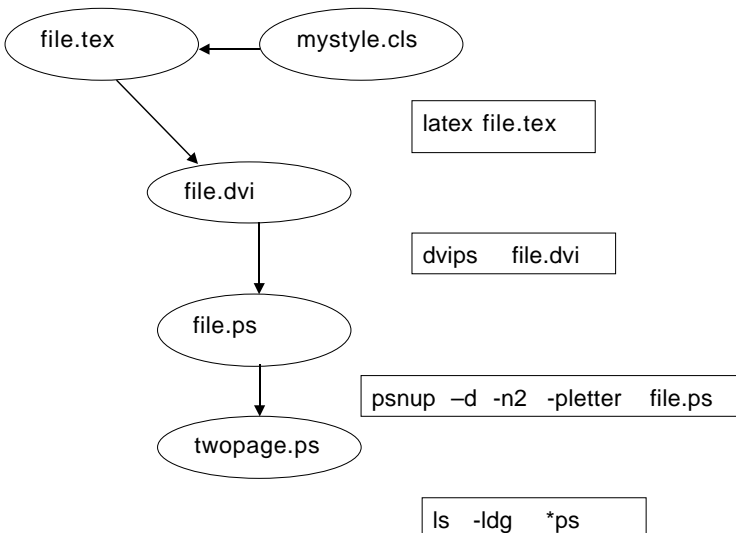 file.tex
mystyle.cls
latex file.tex
file.dvi
dvips file.dvi
file.ps
psnup –d -n2 -pletter file.ps
twopage.ps
ls -ldg *ps